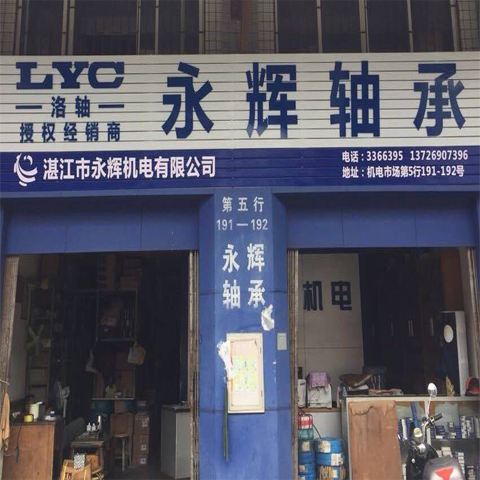 LYC
—洛轴—
授权经销商
永辉轴承
湛江市永辉机电有限公司
电话：3366395 13726907396
地址：机电市场第5行191-192号
第五行
191—192
永辉
轴承
机电